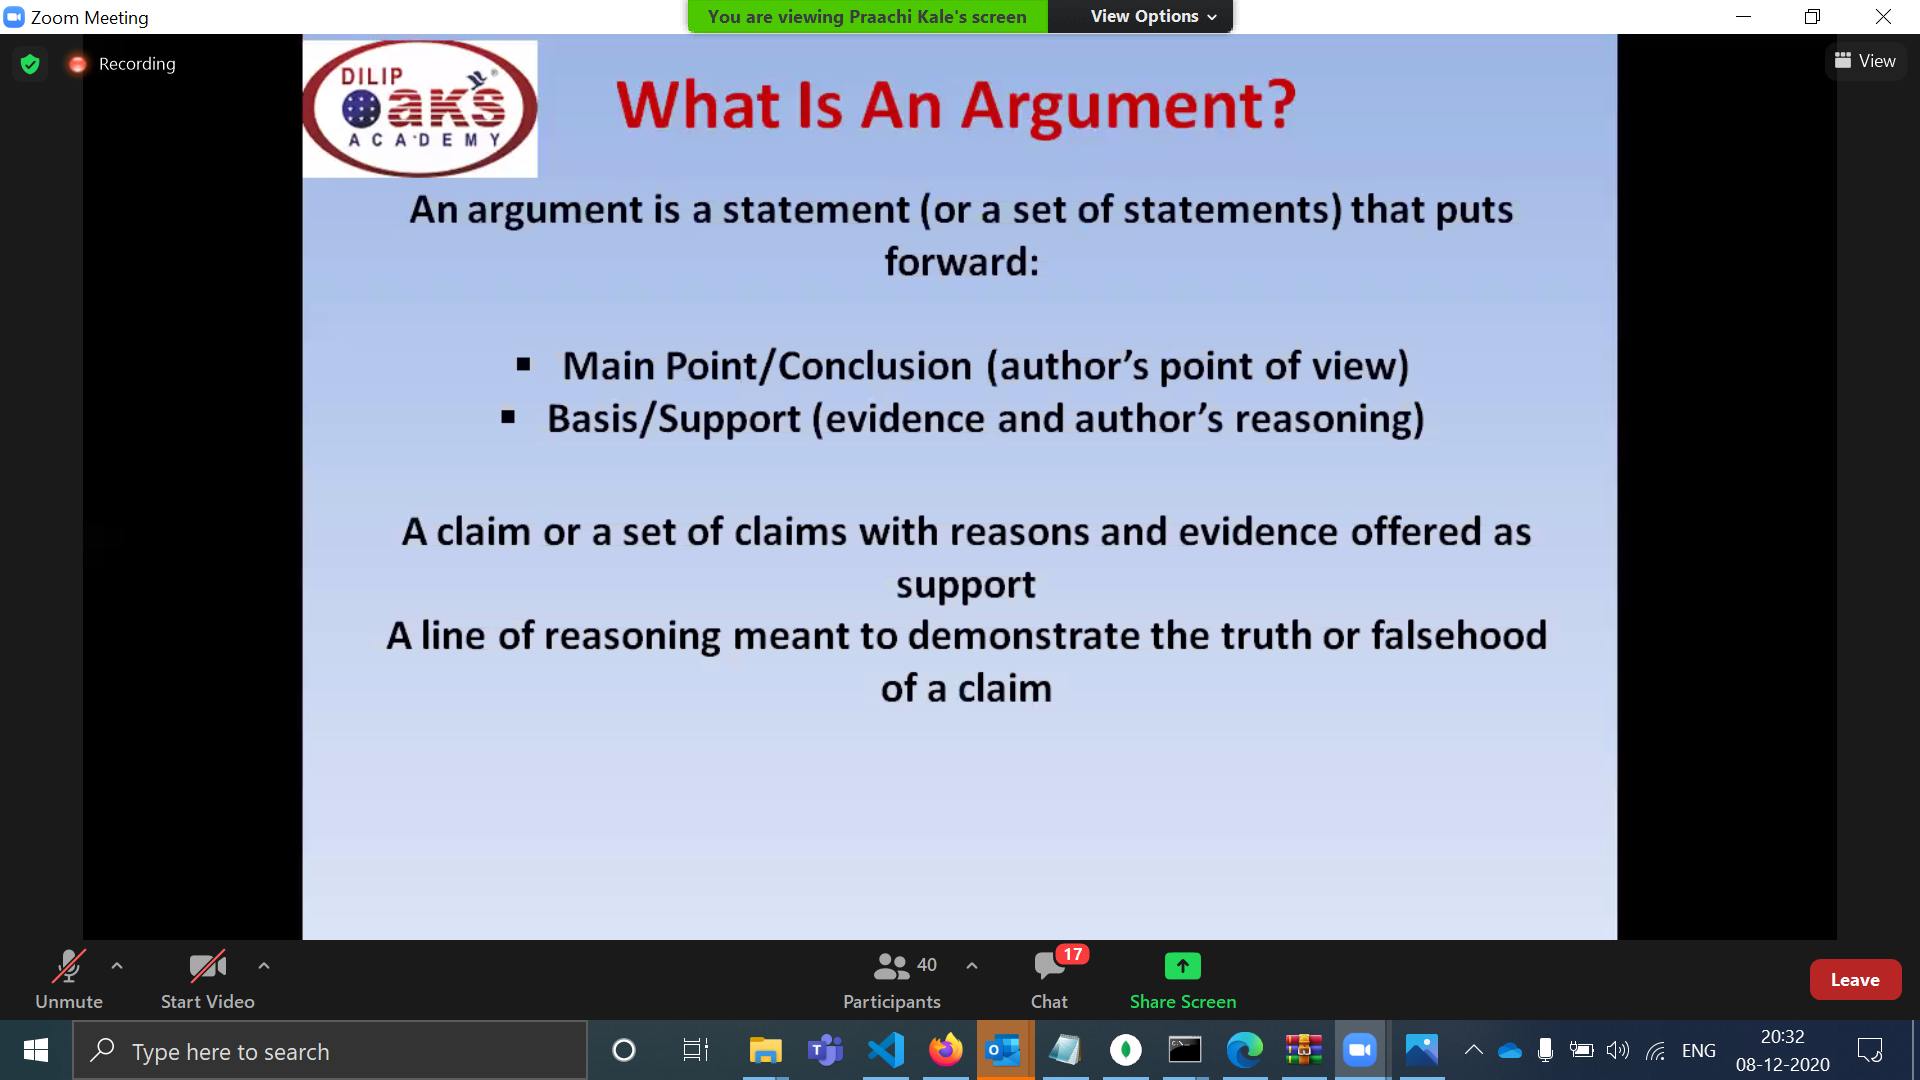 Zoom Meeting
You are viewing Praachi Kale's screen
View Options
Recording
View
DILIP
OAKS
ACADEMY
What Is An Argument?
An argument is a statement (or a set of statements) that puts
forward:
▪ Main Point/Conclusion (author's point of view)
▪ Basis/Support (evidence and author's reasoning)
A claim or a set of claims with reasons and evidence offered as
support
A line of reasoning meant to demonstrate the truth or falsehood
of a claim
Unmute
Start Video
40
Participants
17
Chat
Share Screen
Leave
Type here to search
ENG
20:32
08-12-2020